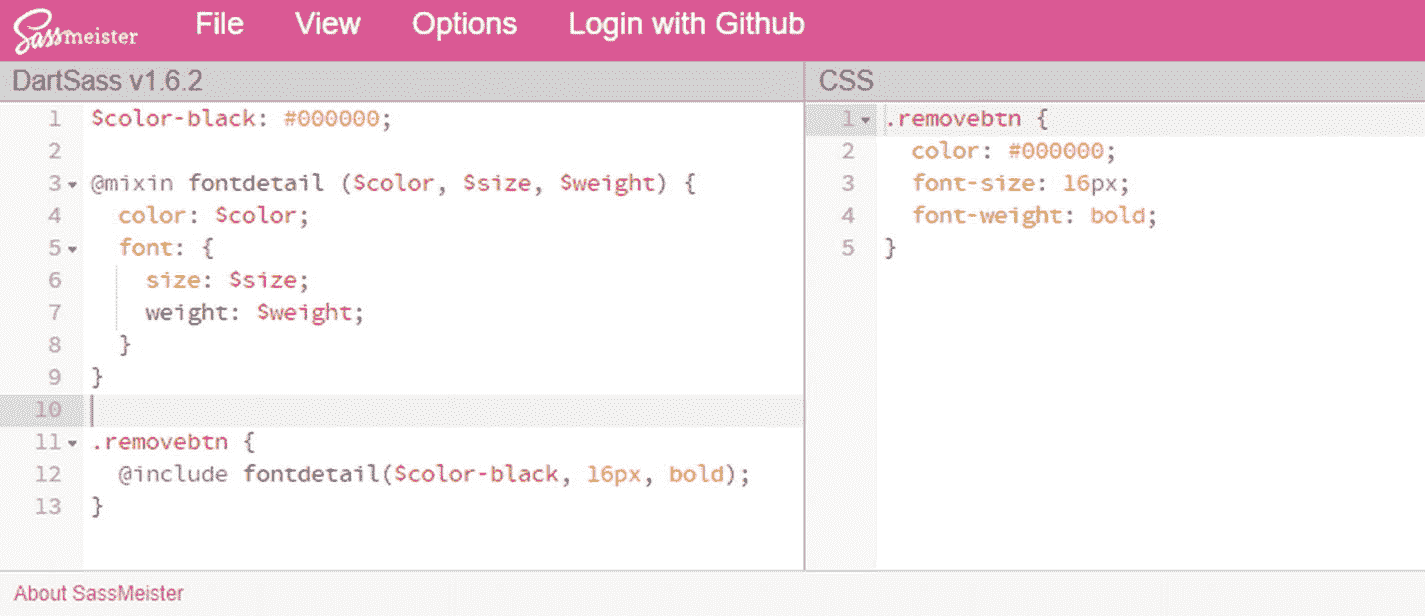 Sassmeister File View Options Login with Github
DartSass v1.6.2
1 $color-black: #000000;
2
3 @mixin fontdetail ($color, $size, $weight) {
4   color: $color;
5   font: {
6     size: $size;
7     weight: $weight;
8   }
9 }
10
11 .removebtn {
12   @include fontdetail($color-black, 16px, bold);
13 }
CSS
1 .removebtn {
2   color: #000000;
3   font-size: 16px;
4   font-weight: bold;
5 }
About SassMeister